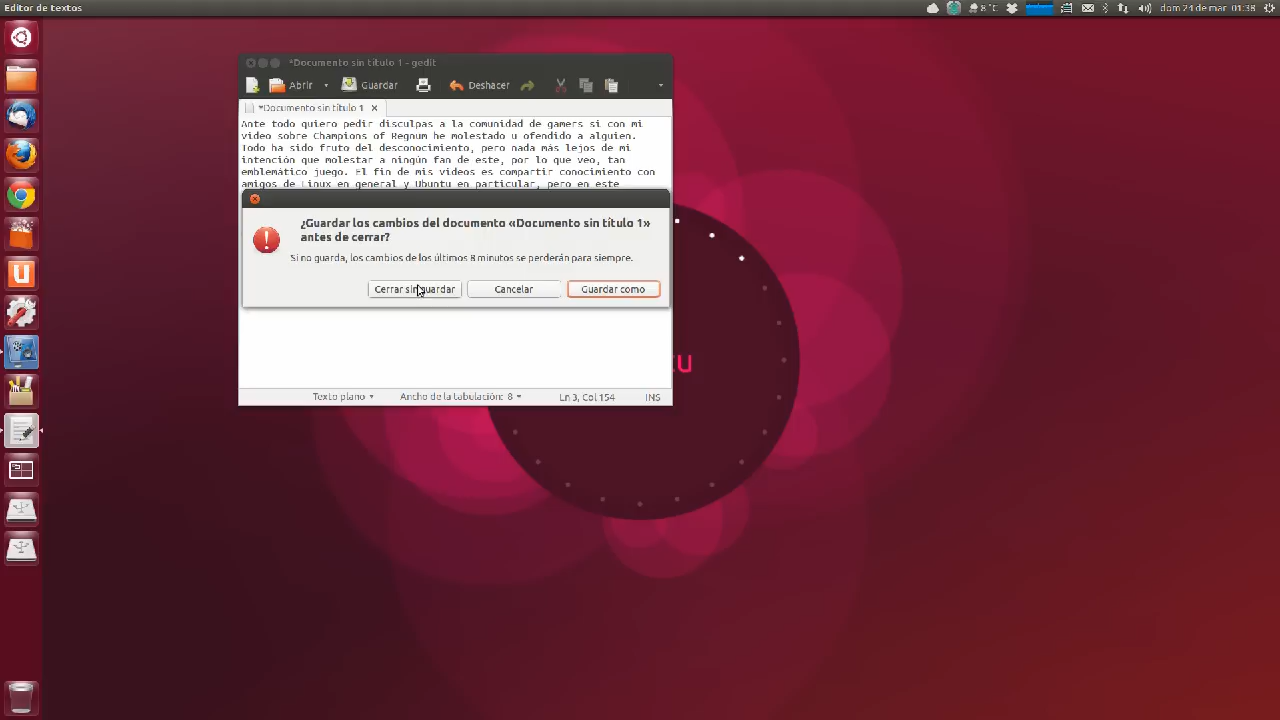 Editor de textos
8 °C
dom 24 de mar 01:38
*Documento sin título 1 - gedit
Abrir
Guardar
Deshacer
*Documento sin título 1
Ante todo quiero pedir disculpas a la comunidad de gamers si con mi
video sobre Champions of Regnum he molestado u ofendido a alguien.
Todo ha sido fruto del desconocimiento, pero nada más lejos de mi
intención que molestar a ningún fan de este, por lo que veo, tan
emblemático juego. El fin de mis videos es compartir conocimiento con
amigos de Linux en general y Ubuntu en particular, pero en este
¿Guardar los cambios del documento «Documento sin título 1»
antes de cerrar?
Si no guarda, los cambios de los últimos 8 minutos se perderán para siempre.
Cerrar sin guardar
Cancelar
Guardar como
Texto plano
Ancho de la tabulación: 8
Ln 3, Col 154
INS